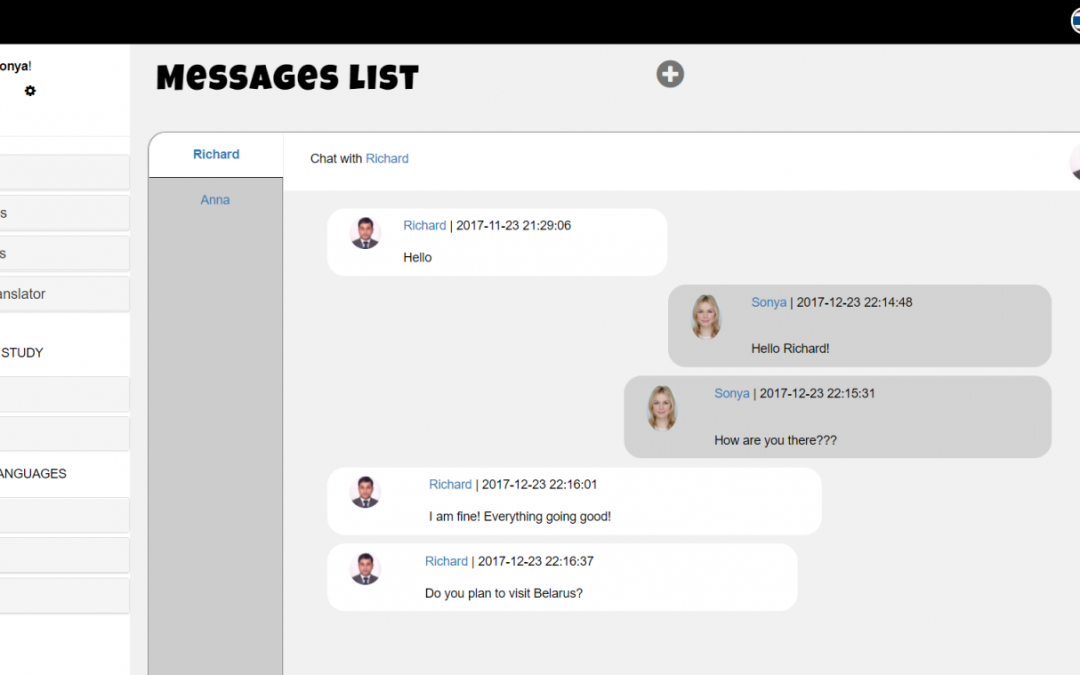 onya!
Messages List
Richard
Chat with Richard
Anna
s
s
anslator
STUDY
ANGUAGES
Richard | 2017-11-23 21:29:06
Hello
Sonya | 2017-12-23 22:14:48
Hello Richard!
Sonya | 2017-12-23 22:15:31
How are you there???
Richard | 2017-12-23 22:16:01
I am fine! Everything going good!
Richard | 2017-12-23 22:16:37
Do you plan to visit Belarus?